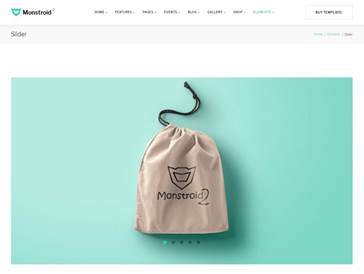 Monstroid2
HOME FEATURES PAGES EVENTS BLOG GALLERY SHOP ELEMENTS
BUY TEMPLATE
Slider
Home Elements Slider
Monstroid2